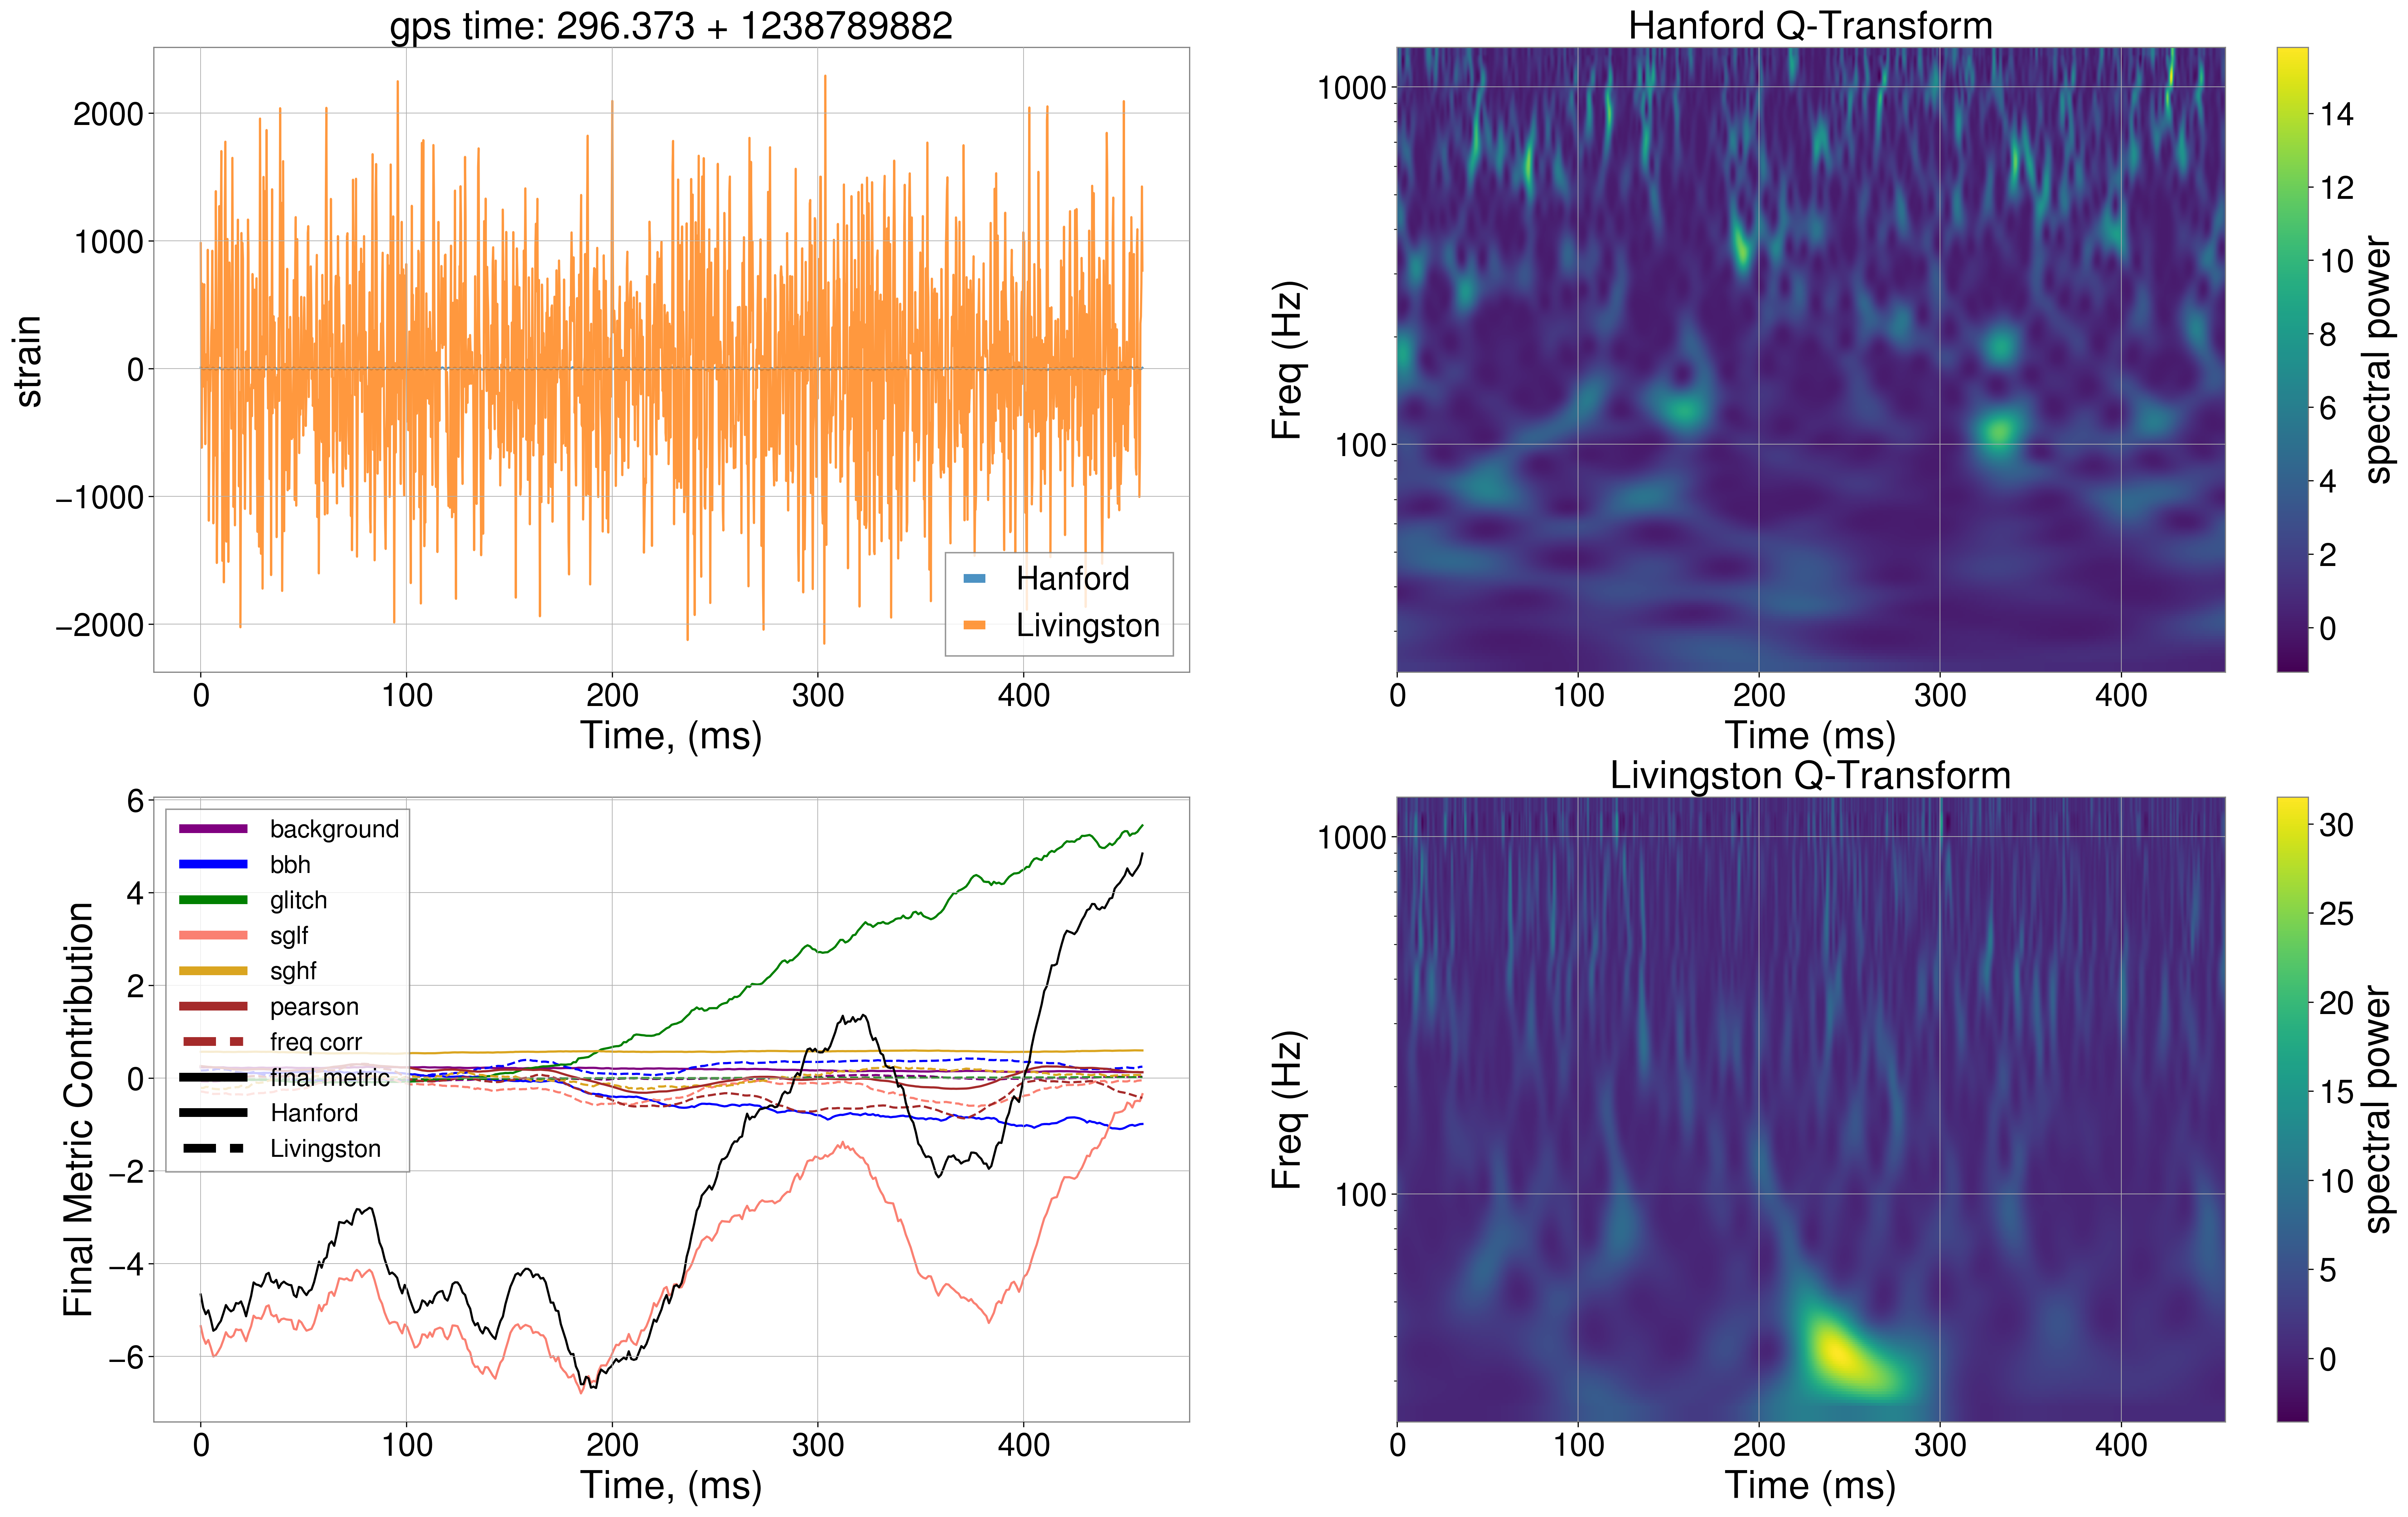 gps time: 296.373 + 1238789882
strain
2000
1000
0
−1000
−2000
Hanford
Livingston
0 100 200 300 400
Time, (ms)
Hanford Q-Transform
Freq (Hz)
1000
100
0 100 200 300 400
Time (ms)
14
12
10
8
6
4
2
0
spectral power
Final Metric Contribution
6
4
2
0
−2
−4
−6
background
bbh
glitch
sglf
sghf
pearson
freq corr
final metric
Hanford
Livingston
0 100 200 300 400
Time, (ms)
Livingston Q-Transform
Freq (Hz)
1000
100
0 100 200 300 400
Time (ms)
30
25
20
15
10
5
0
spectral power